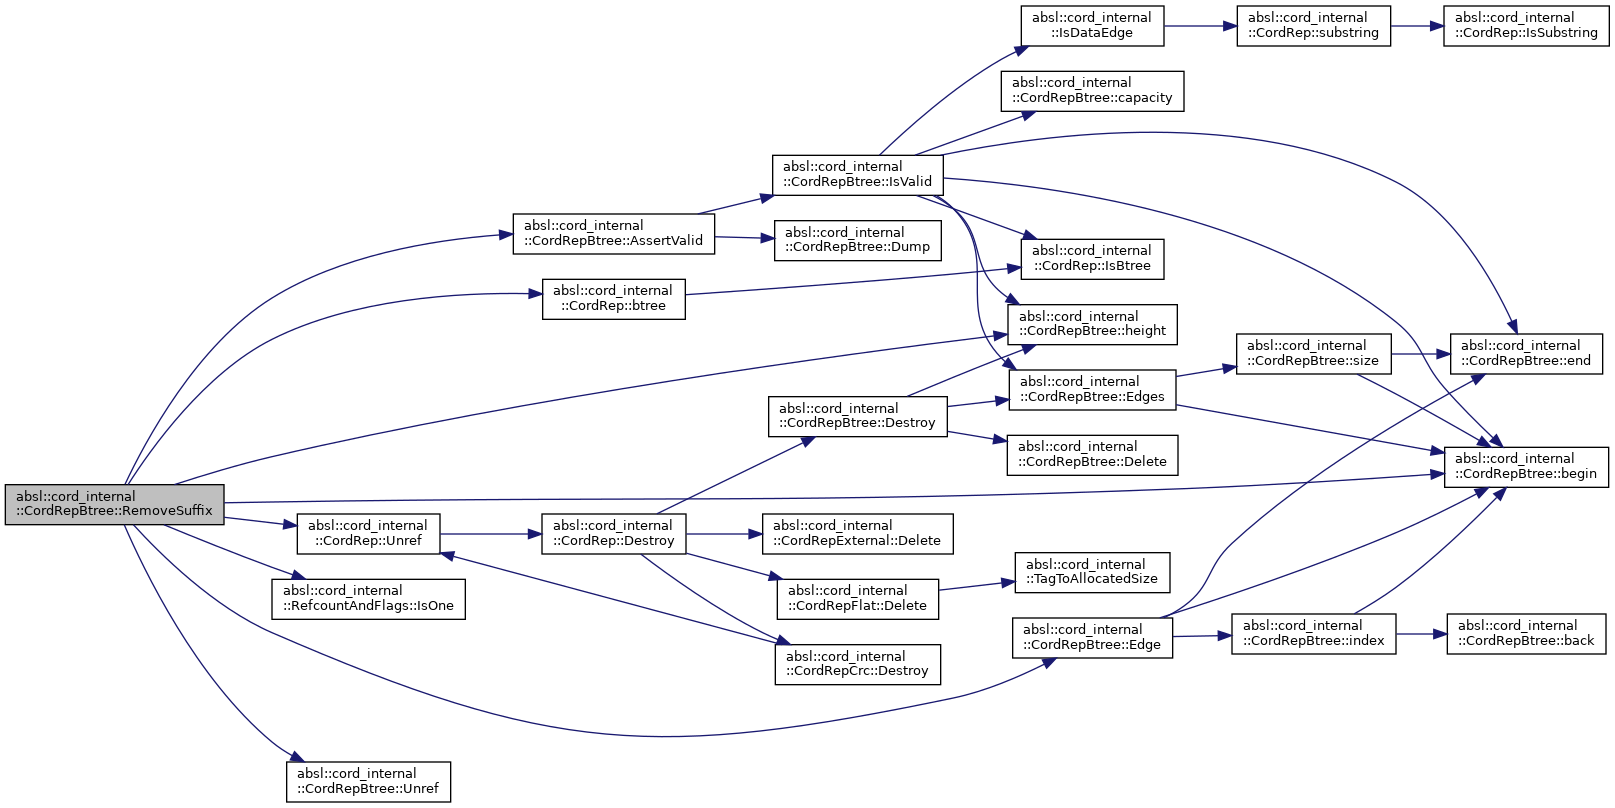 absl::cord_internal
::IsDataEdge
absl::cord_internal
::CordRep::substring
absl::cord_internal
::CordRep::IsSubstring
absl::cord_internal
::CordRepBtree::capacity
absl::cord_internal
::CordRepBtree::IsValid
absl::cord_internal
::CordRepBtree::AssertValid
absl::cord_internal
::CordRepBtree::Dump
absl::cord_internal
::CordRep::IsBtree
absl::cord_internal
::CordRep::btree
absl::cord_internal
::CordRepBtree::height
absl::cord_internal
::CordRepBtree::size
absl::cord_internal
::CordRepBtree::end
absl::cord_internal
::CordRepBtree::Edges
absl::cord_internal
::CordRepBtree::Destroy
absl::cord_internal
::CordRepBtree::Delete
absl::cord_internal
::CordRepBtree::begin
absl::cord_internal
::CordRepBtree::RemoveSuffix
absl::cord_internal
::CordRep::Unref
absl::cord_internal
::CordRep::Destroy
absl::cord_internal
::CordRepExternal::Delete
absl::cord_internal
::TagToAllocatedSize
absl::cord_internal
::RefcountAndFlags::IsOne
absl::cord_internal
::CordRepFlat::Delete
absl::cord_internal
::CordRepBtree::Edge
absl::cord_internal
::CordRepBtree::index
absl::cord_internal
::CordRepBtree::back
absl::cord_internal
::CordRepCrc::Destroy
absl::cord_internal
::CordRepBtree::Unref